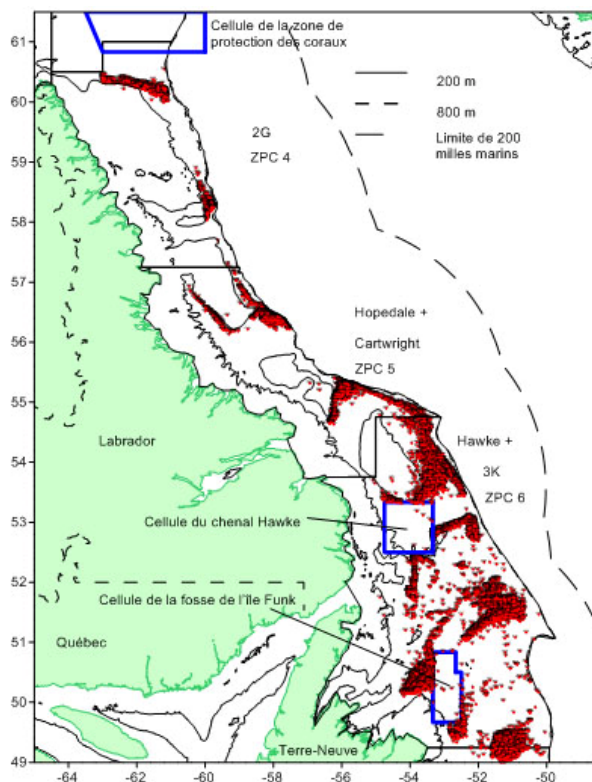 61
60
59
58
57
56
55
54
53
52
51
50
49
-64
-62
-60
-58
-56
-54
-52
-50
Cellule de la zone de
protection des coraux
200 m
800 m
Limite de 200
milles marins
2G
ZPC 4
Hopedale +
Cartwright
ZPC 5
Labrador
Hawke +
3K
ZPC 6
Cellule du chenal Hawke
Cellule de la fosse de l'île Funk
Québec
Terre-Neuve